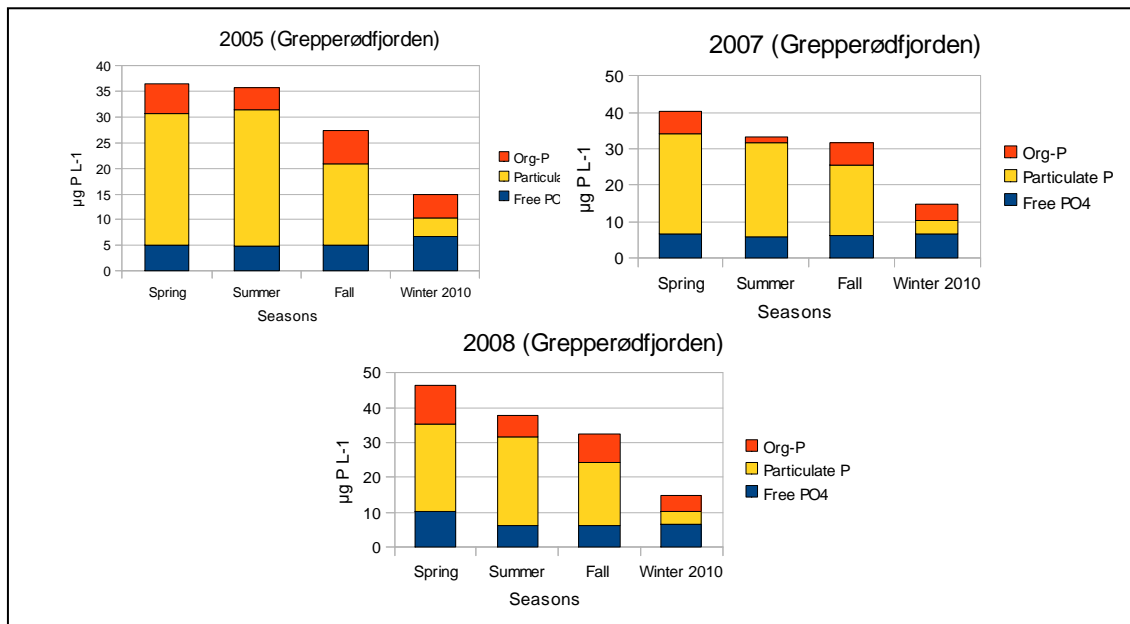 2005 (Grepperødfjorden)
40
35
30
25
20
15
10
5
0
µg P L-1
Spring
Summer
Fall
Winter 2010
Seasons
Org-P
Particula
Free PO
2007 (Grepperødfjorden)
50
40
30
20
10
0
µg P L-1
Spring
Summer
Fall
Winter 2010
Seasons
Org-P
Particulate P
Free PO4
2008 (Grepperødfjorden)
50
40
30
20
10
0
µg P L-1
Spring
Summer
Fall
Winter 2010
Seasons
Org-P
Particulate P
Free PO4